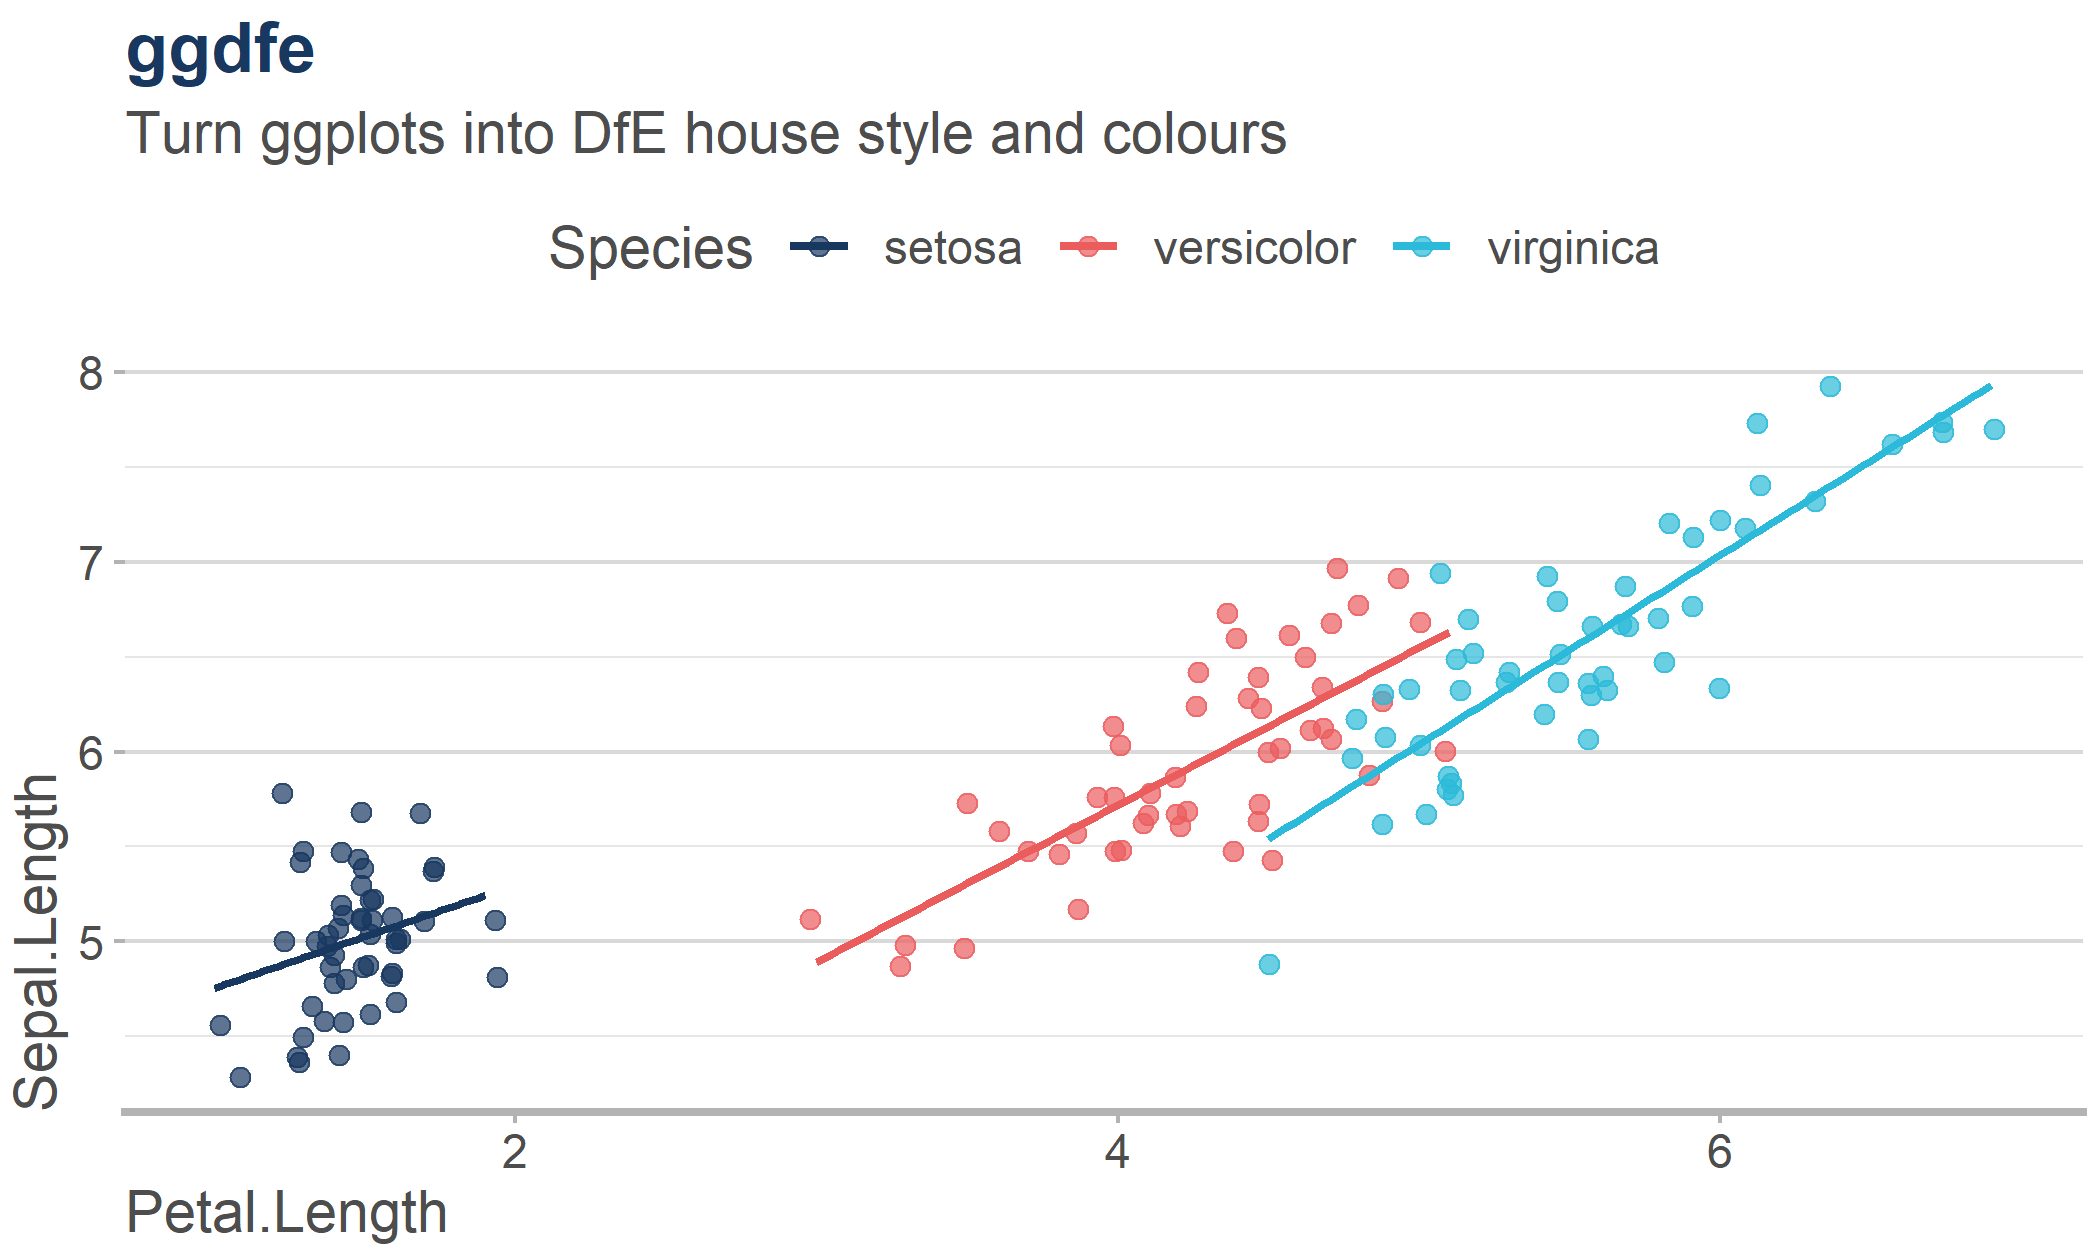 ggdfe
Turn ggplots into DfE house style and colours
Species setosa versicolor virginica
8
7
6
5
Sepal.Length
2 4 6
Petal.Length